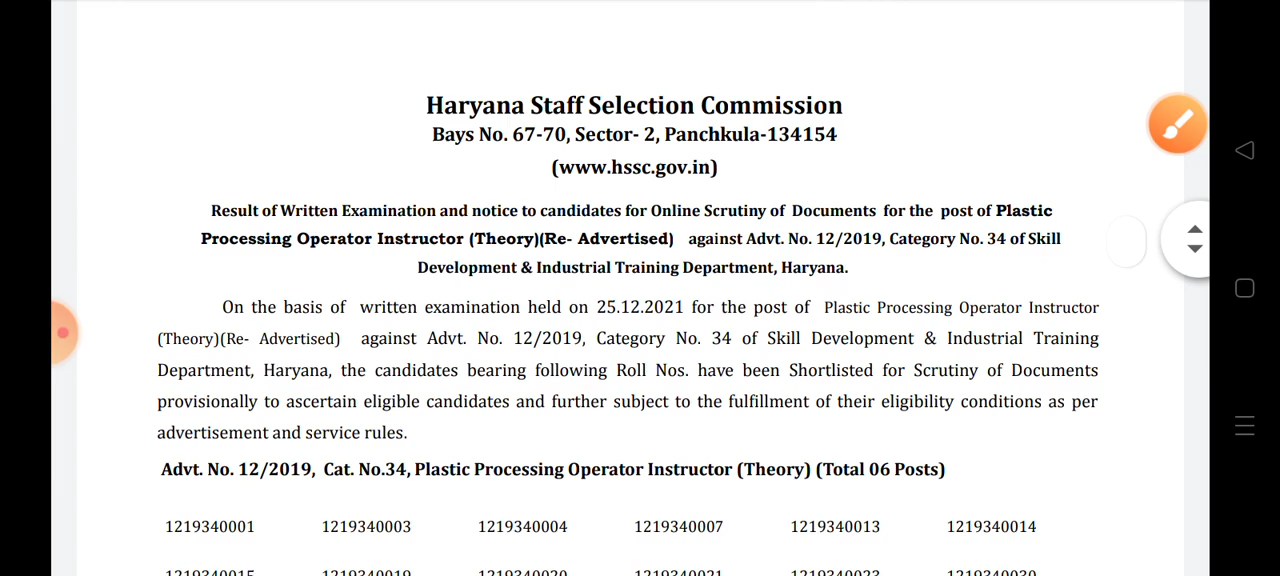 Haryana Staff Selection Commission
Bays No. 67-70, Sector- 2, Panchkula-134154
(www.hssc.gov.in)
Result of Written Examination and notice to candidates for Online Scrutiny of Documents for the post of Plastic
Processing Operator Instructor (Theory)(Re- Advertised) against Advt. No. 12/2019, Category No. 34 of Skill
Development & Industrial Training Department, Haryana.
On the basis of written examination held on 25.12.2021 for the post of Plastic Processing Operator Instructor
(Theory)(Re- Advertised) against Advt. No. 12/2019, Category No. 34 of Skill Development & Industrial Training
Department, Haryana, the candidates bearing following Roll Nos. have been Shortlisted for Scrutiny of Documents
provisionally to ascertain eligible candidates and further subject to the fulfillment of their eligibility conditions as per
advertisement and service rules.
Advt. No. 12/2019, Cat. No.34, Plastic Processing Operator Instructor (Theory) (Total 06 Posts)
1219340001 1219340003 1219340004 1219340007 1219340013 1219340014
1219340015 1219340019 1219340020 1219340021 1219340023 1219340030